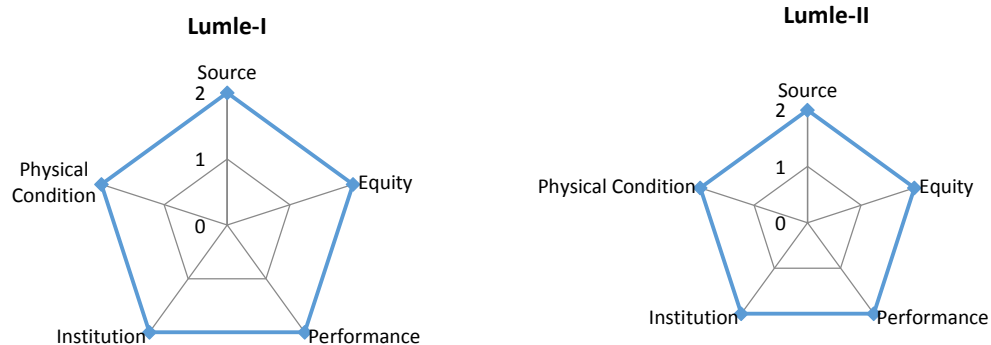 Lumle-I
Source
2
Physical
Condition
1
Equity
0
Institution
Performance
Lumle-II
Source
2
1
Physical Condition
Equity
0
Institution
Performance